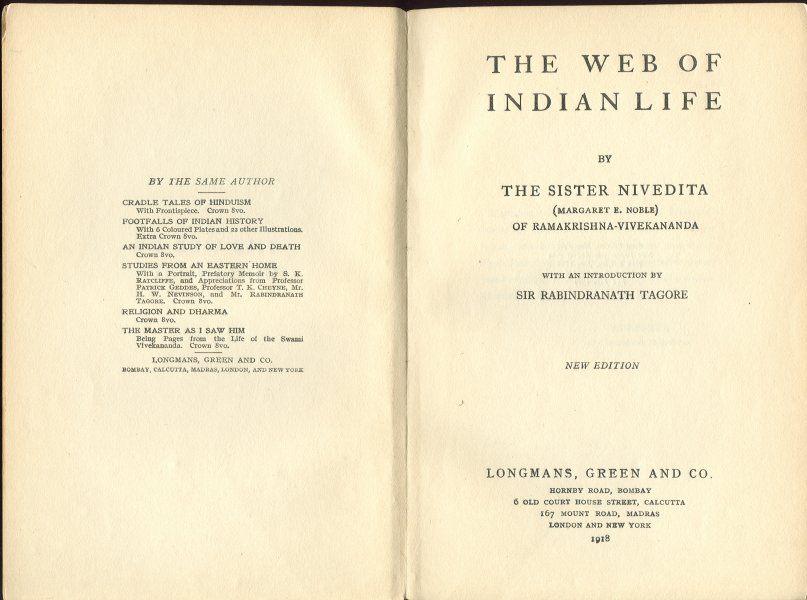 BY THE SAME AUTHOR
CRADLE TALES OF HINDUISM
With Frontispiece. Crown 8vo.
FOOTFALLS OF INDIAN HISTORY
With 6 Coloured Plates and 22 other Illustrations.
Extra Crown 8vo.
AN INDIAN STUDY OF LOVE AND DEATH
Crown 8vo.
STUDIES FROM AN EASTERN HOME
With a Portrait, Prefatory Memoir by S. K.
RATCLIFFE, and Appreciations from Professor
PATRICK GEDDES, Professor T. K. CHEYNE, Mr.
H. W. NEVINSON, and Mr. RABINDRANATH
TAGORE. Crown 8vo.
RELIGION AND DHARMA
Crown 8vo.
THE MASTER AS I SAW HIM
Being Pages from the Life of the Swami
Vivekananda. Crown 8vo.
LONGMANS, GREEN AND CO.
BOMBAY, CALCUTTA, MADRAS, LONDON, AND NEW YORK
THE WEB OF
INDIAN LIFE
BY
THE SISTER NIVEDITA
(MARGARET E. NOBLE)
OF RAMAKRISHNA-VIVEKANANDA
WITH AN INTRODUCTION BY
SIR RABINDRANATH TAGORE
NEW EDITION
LONGMANS, GREEN AND CO.
HORNBY ROAD, BOMBAY
6 OLD COURT HOUSE STREET, CALCUTTA
167 MOUNT ROAD, MADRAS
LONDON AND NEW YORK
1918